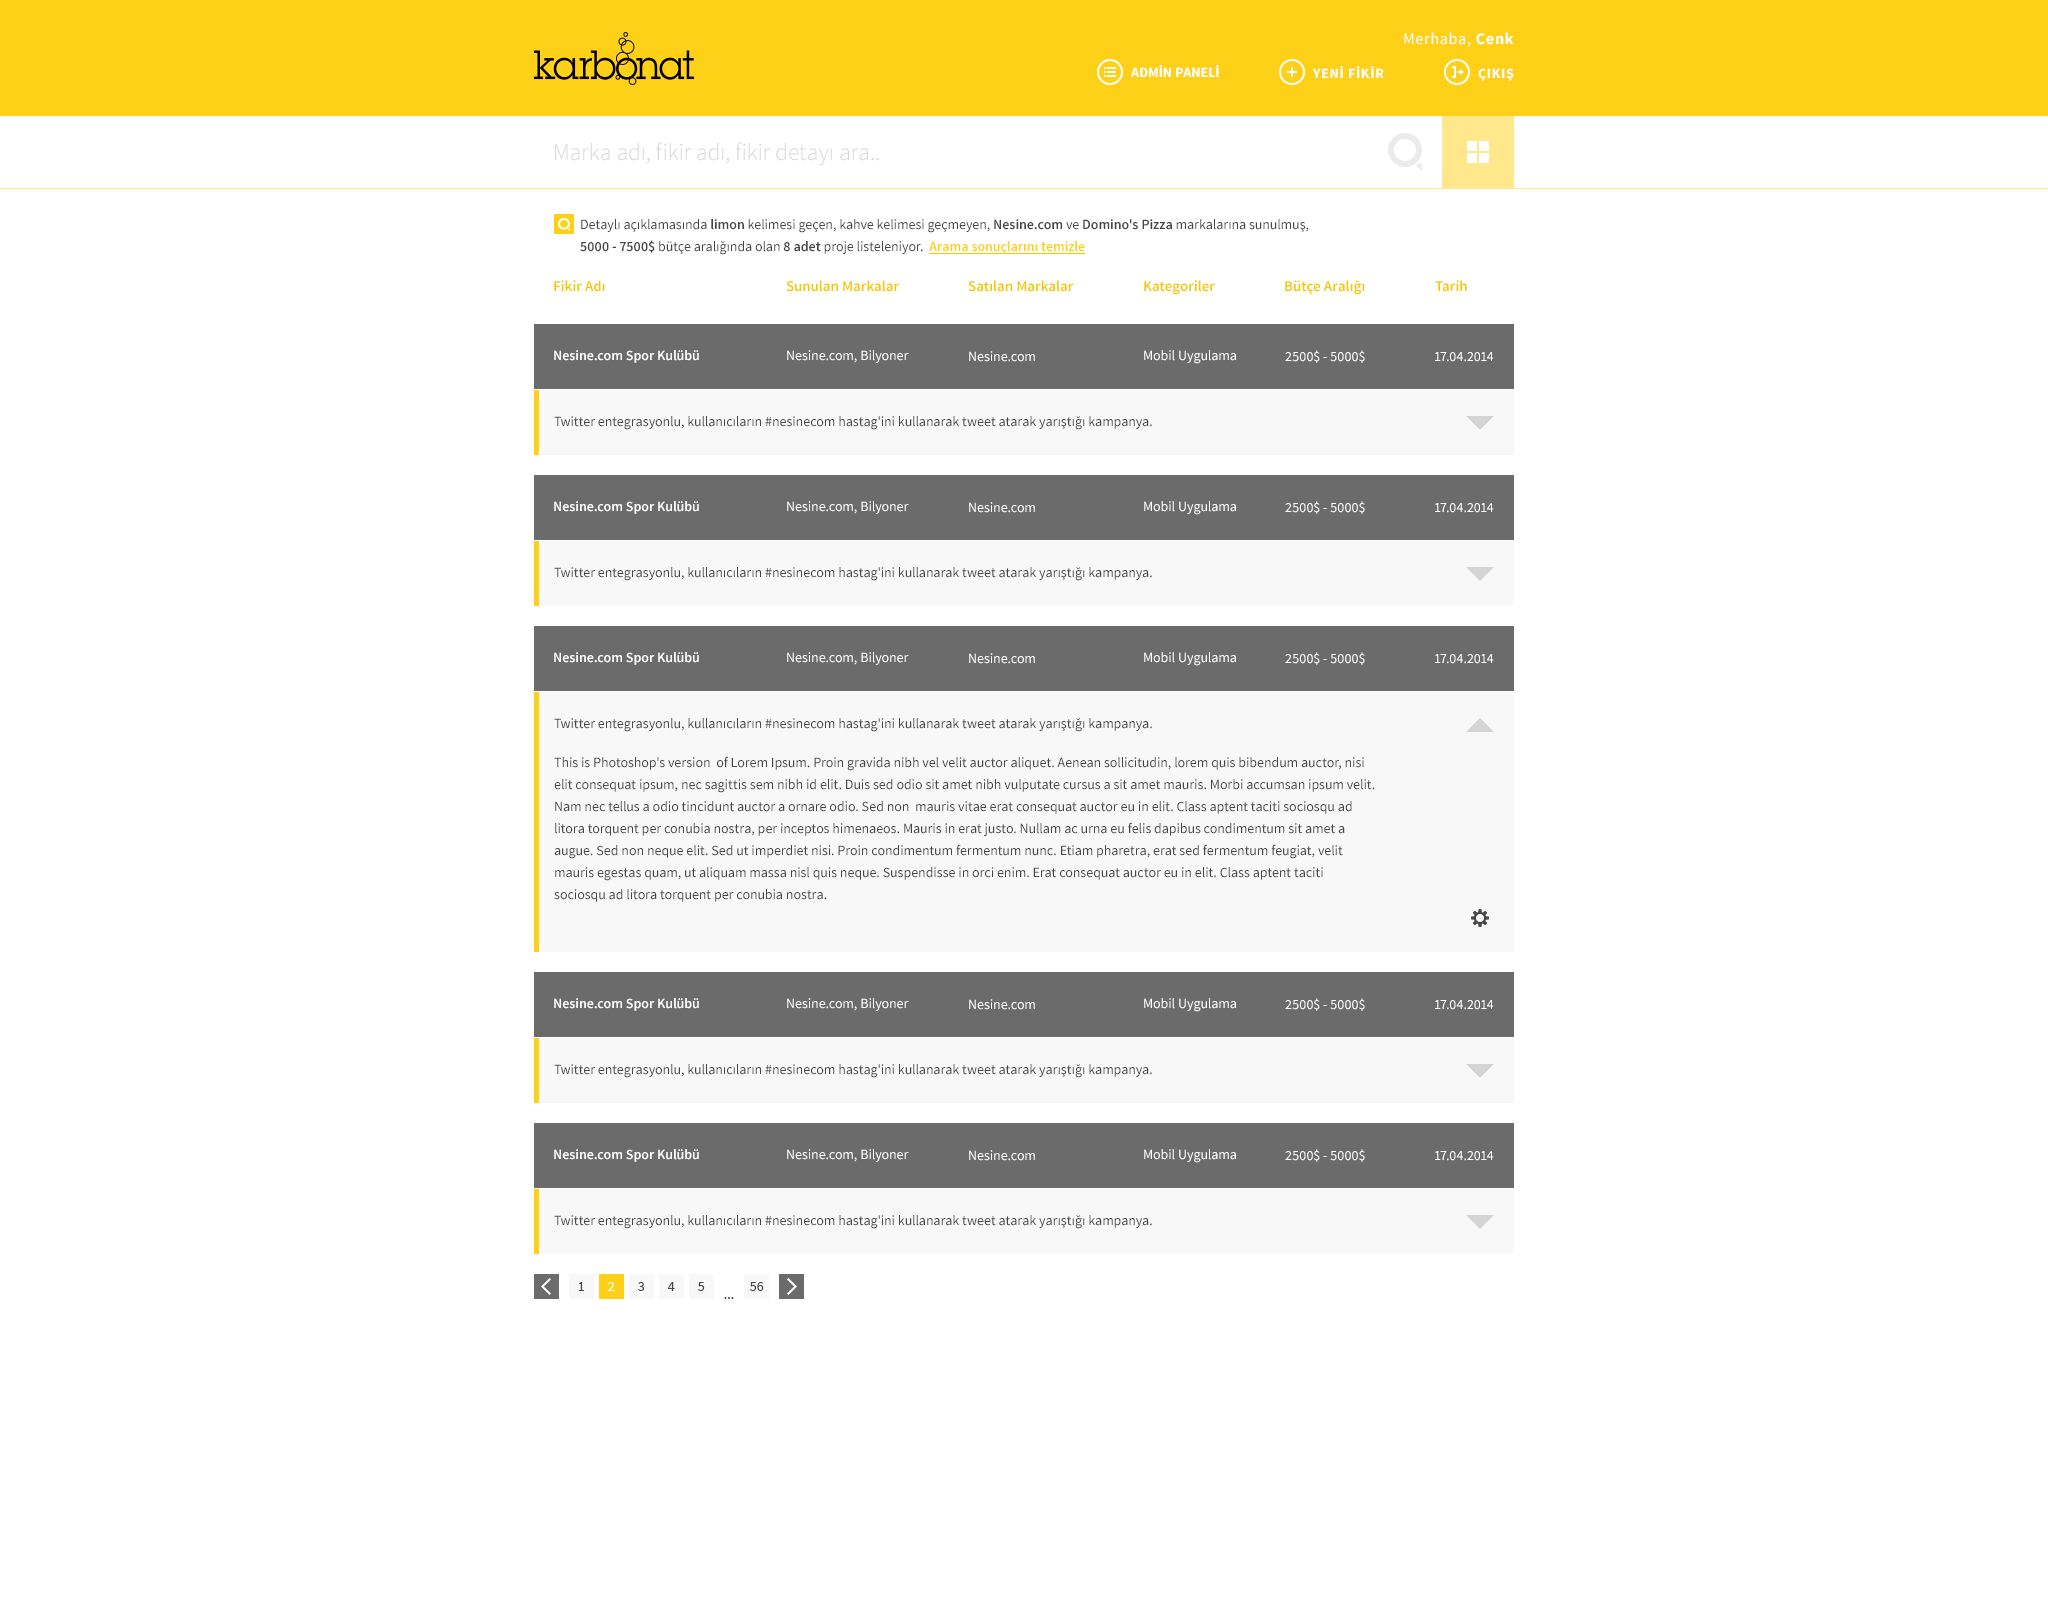 karbonat
Merhaba, Cenk
ADMİN PANELİ
YENİ FİKİR
ÇIKIŞ
Marka adı, fikir adı, fikir detayı ara..
Detaylı açıklamasında limon kelimesi geçen, kahve kelimesi geçmeyen, Nesine.com ve Domino's Pizza markalarına sunulmuş,
5000 - 7500$ bütçe aralığında olan 8 adet proje listeleniyor. Arama sonuçlarını temizle
Fikir Adı Sunulan Markalar Satılan Markalar Kategoriler Bütçe Aralığı Tarih
Nesine.com Spor Kulübü Nesine.com, Bilyoner Nesine.com Mobil Uygulama 2500$ - 5000$ 17.04.2014
Twitter entegrasyonlu, kullanıcıların #nesinecom hastag'ini kullanarak tweet atarak yarıştığı kampanya.
Nesine.com Spor Kulübü Nesine.com, Bilyoner Nesine.com Mobil Uygulama 2500$ - 5000$ 17.04.2014
Twitter entegrasyonlu, kullanıcıların #nesinecom hastag'ini kullanarak tweet atarak yarıştığı kampanya.
Nesine.com Spor Kulübü Nesine.com, Bilyoner Nesine.com Mobil Uygulama 2500$ - 5000$ 17.04.2014
Twitter entegrasyonlu, kullanıcıların #nesinecom hastag'ini kullanarak tweet atarak yarıştığı kampanya.
This is Photoshop's version of Lorem Ipsum. Proin gravida nibh vel velit auctor aliquet. Aenean sollicitudin, lorem quis bibendum auctor, nisi
elit consequat ipsum, nec sagittis sem nibh id elit. Duis sed odio sit amet nibh vulputate cursus a sit amet mauris. Morbi accumsan ipsum velit.
Nam nec tellus a odio tincidunt auctor a ornare odio. Sed non mauris vitae erat consequat auctor eu in elit. Class aptent taciti sociosqu ad
litora torquent per conubia nostra, per inceptos himenaeos. Mauris in erat justo. Nullam ac urna eu felis dapibus condimentum sit amet a
augue. Sed non neque elit. Sed ut imperdiet nisi. Proin condimentum fermentum nunc. Etiam pharetra, erat sed fermentum feugiat, velit
mauris egestas quam, ut aliquam massa nisl quis neque. Suspendisse in orci enim. Erat consequat auctor eu in elit. Class aptent taciti
sociosqu ad litora torquent per conubia nostra.
Nesine.com Spor Kulübü Nesine.com, Bilyoner Nesine.com Mobil Uygulama 2500$ - 5000$ 17.04.2014
Twitter entegrasyonlu, kullanıcıların #nesinecom hastag'ini kullanarak tweet atarak yarıştığı kampanya.
Nesine.com Spor Kulübü Nesine.com, Bilyoner Nesine.com Mobil Uygulama 2500$ - 5000$ 17.04.2014
Twitter entegrasyonlu, kullanıcıların #nesinecom hastag'ini kullanarak tweet atarak yarıştığı kampanya.
1 2 3 4 5 ... 56